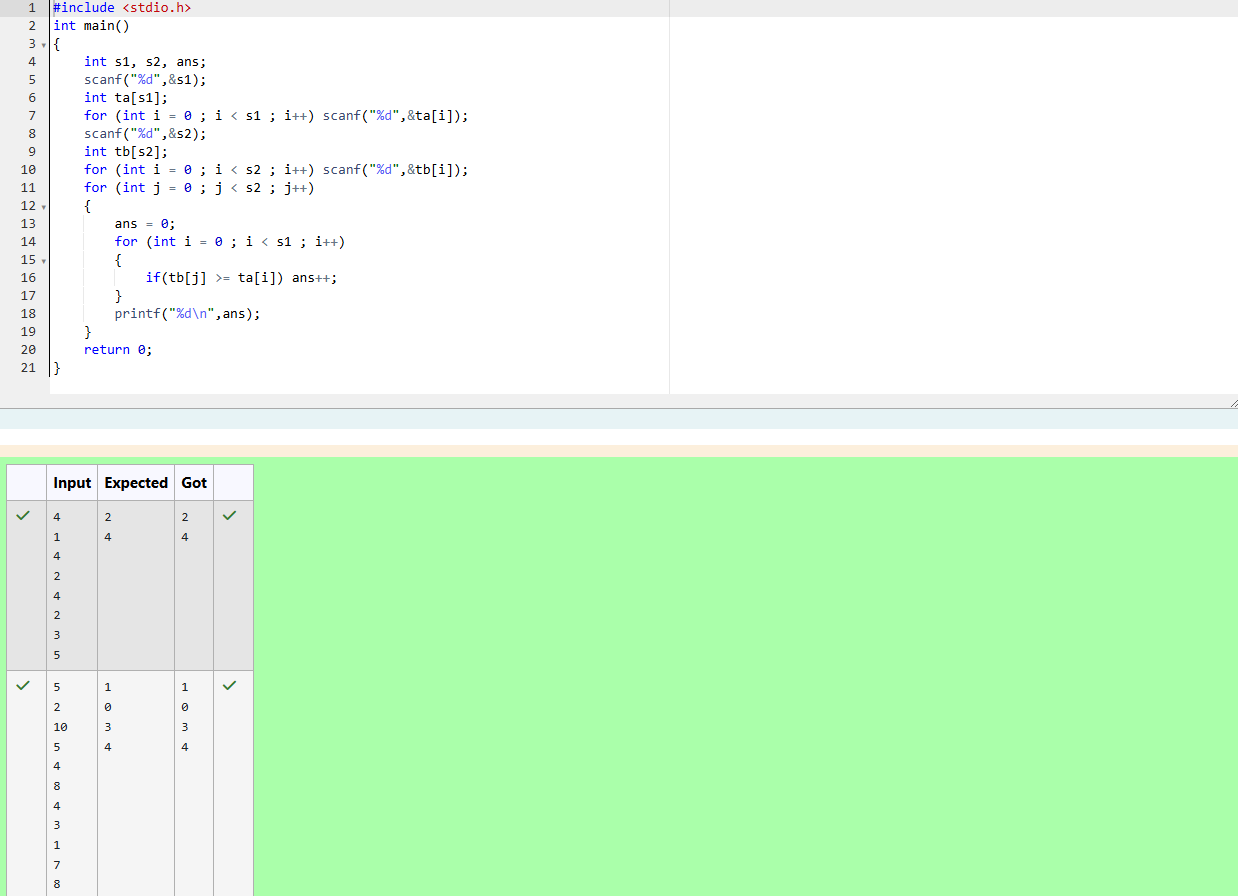 1 #include <stdio.h>
2 int main()
3 {
4     int s1, s2, ans;
5     scanf("%d",&s1);
6     int ta[s1];
7     for (int i = 0 ; i < s1 ; i++) scanf("%d",&ta[i]);
8     scanf("%d",&s2);
9     int tb[s2];
10     for (int i = 0 ; i < s2 ; i++) scanf("%d",&tb[i]);
11     for (int j = 0 ; j < s2 ; j++)
12     {
13         ans = 0;
14         for (int i = 0 ; i < s1 ; i++)
15         {
16             if(tb[j] >= ta[i]) ans++;
17         }
18         printf("%d\n",ans);
19     }
20     return 0;
21 }
Input Expected Got
4 2 2
1 4 4
4
2
4
2
3
5
5 1 1
2 0 0
10 3 3
5 4 4
4
8
4
3
1
7
8